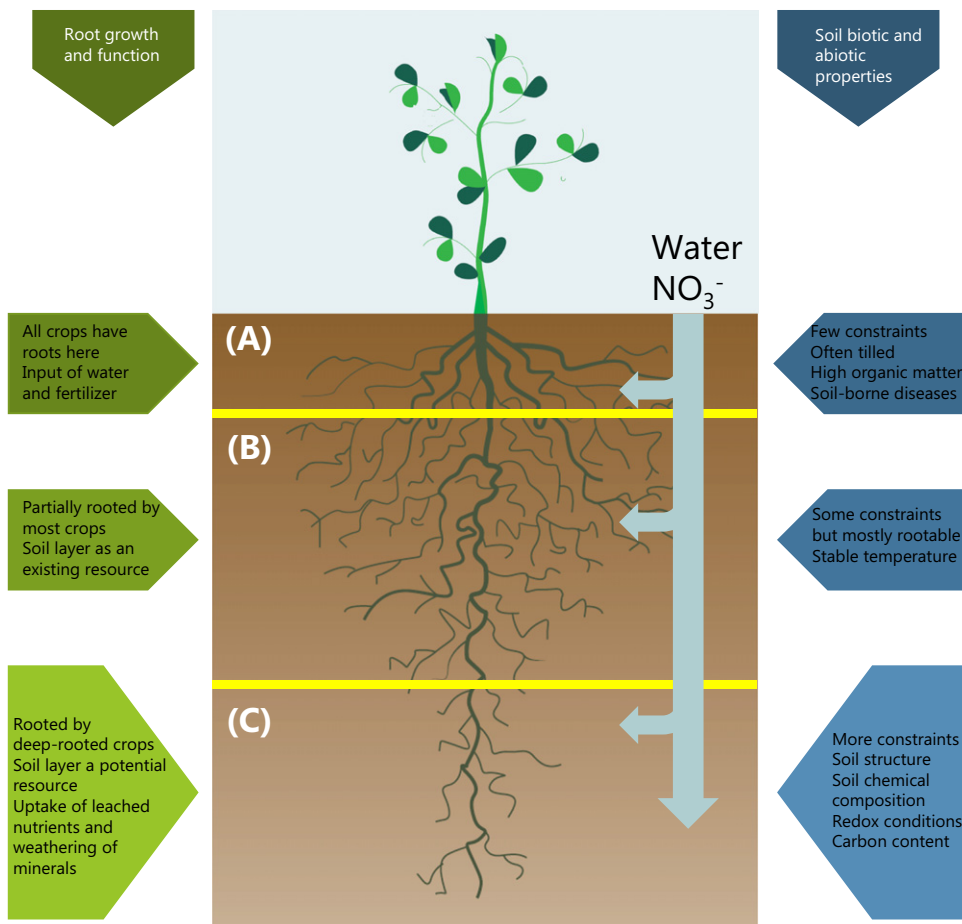 Root growth
and function
Soil biotic and
abiotic
properties
Water
NO₃⁻
(A)
All crops have
roots here
Input of water
and fertilizer
Few constraints
Often tilled
High organic matter
Soil-borne diseases
(B)
Partially rooted by
most crops
Soil layer as an
existing resource
Some constraints
but mostly rootable
Stable temperature
(C)
Rooted by
deep-rooted crops
Soil layer a potential
resource
Uptake of leached
nutrients and
weathering of
minerals
More constraints
Soil structure
Soil chemical
composition
Redox conditions
Carbon content